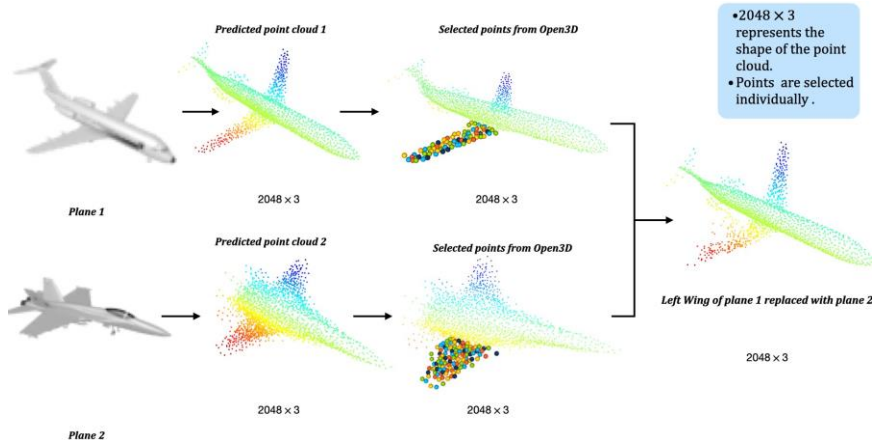 Predicted point cloud 1
Selected points from Open3D
•2048 × 3
represents the
shape of the point
cloud.
• Points are selected
individually .
Plane 1
2048 × 3
2048 × 3
Predicted point cloud 2
Selected points from Open3D
Left Wing of plane 1 replaced with plane 2
2048 × 3
2048 × 3
2048 × 3
Plane 2